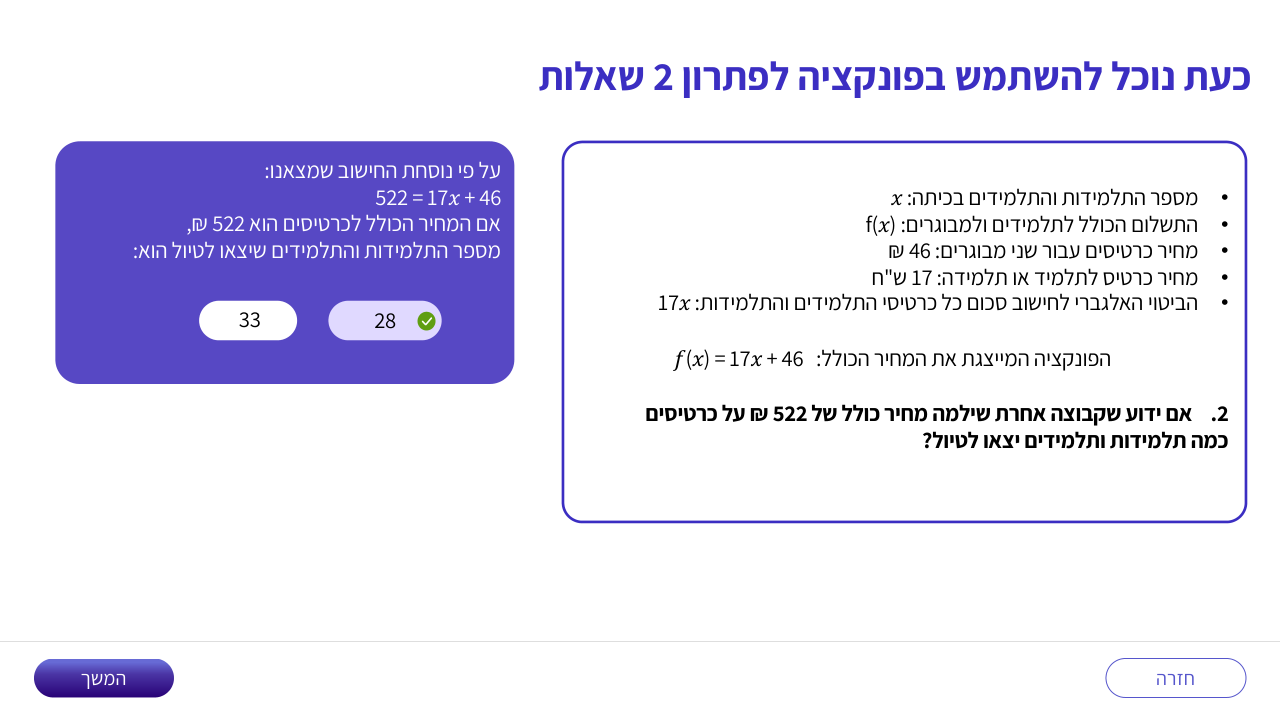 כעת נוכל להשתמש בפונקציה לפתרון 2 שאלות
• מספר התלמידות והתלמידים בכיתה: x
• התשלום הכולל לתלמידים ולמבוגרים: f(x)
• מחיר כרטיסים עבור שני מבוגרים: 46 ₪
• מחיר כרטיס לתלמיד או תלמידה: 17 ש"ח
• הביטוי האלגברי לחישוב סכום כל כרטיסי התלמידים והתלמידות: 17x
הפונקציה המייצגת את המחיר הכולל: f(x) = 17x + 46
2. אם ידוע שקבוצה אחרת שילמה מחיר כולל של 522 ₪ על כרטיסים
כמה תלמידות ותלמידים יצאו לטיול?
על פי נוסחת החישוב שמצאנו:
522 = 17x + 46
אם המחיר הכולל לכרטיסים הוא 522 ₪,
מספר התלמידות והתלמידים שיצאו לטיול הוא:
28
33
חזרה
המשך